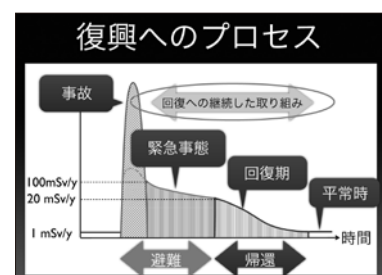 復興へのプロセス
事故
回復への継続した取り組み
緊急事態
回復期
平常時
100mSv/y
20 mSv/y
1 mSv/y
時間
避難
帰還